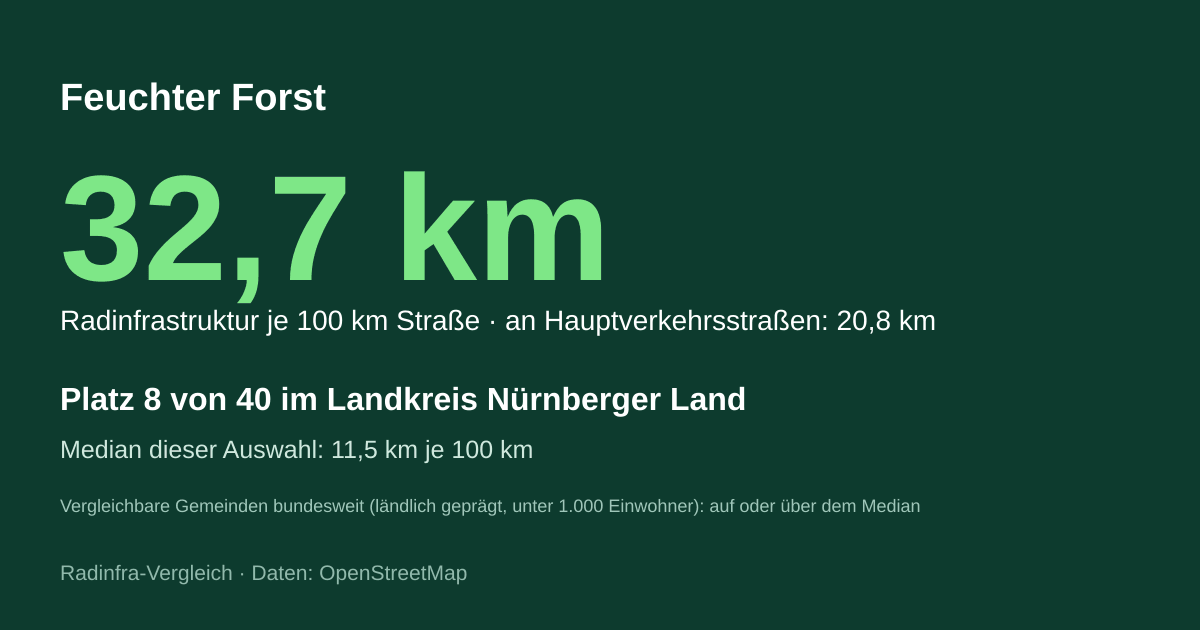 Feuchter Forst
32,7 km
Radinfrastruktur je 100 km Straße · an Hauptverkehrsstraßen: 20,8 km
Platz 8 von 40 im Landkreis Nürnberger Land
Median dieser Auswahl: 11,5 km je 100 km
Vergleichbare Gemeinden bundesweit (ländlich geprägt, unter 1.000 Einwohner): auf oder über dem Median
Radinfra-Vergleich · Daten: OpenStreetMap